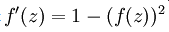 f′(z) = 1 − (f(z))²